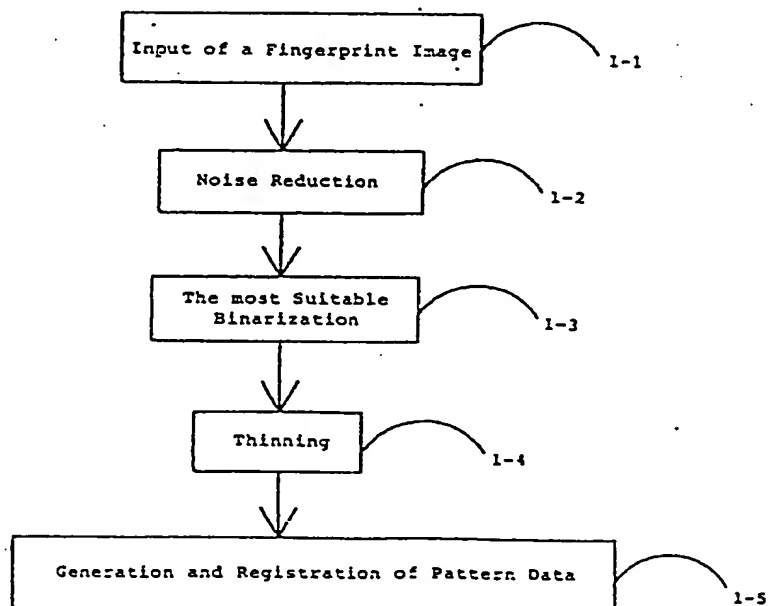 Input of a Fingerprint Image
1-1
Noise Reduction
1-2
The most Suitable
Binarization
1-3
Thinning
1-4
Generation and Registration of Pattern Data
1-5